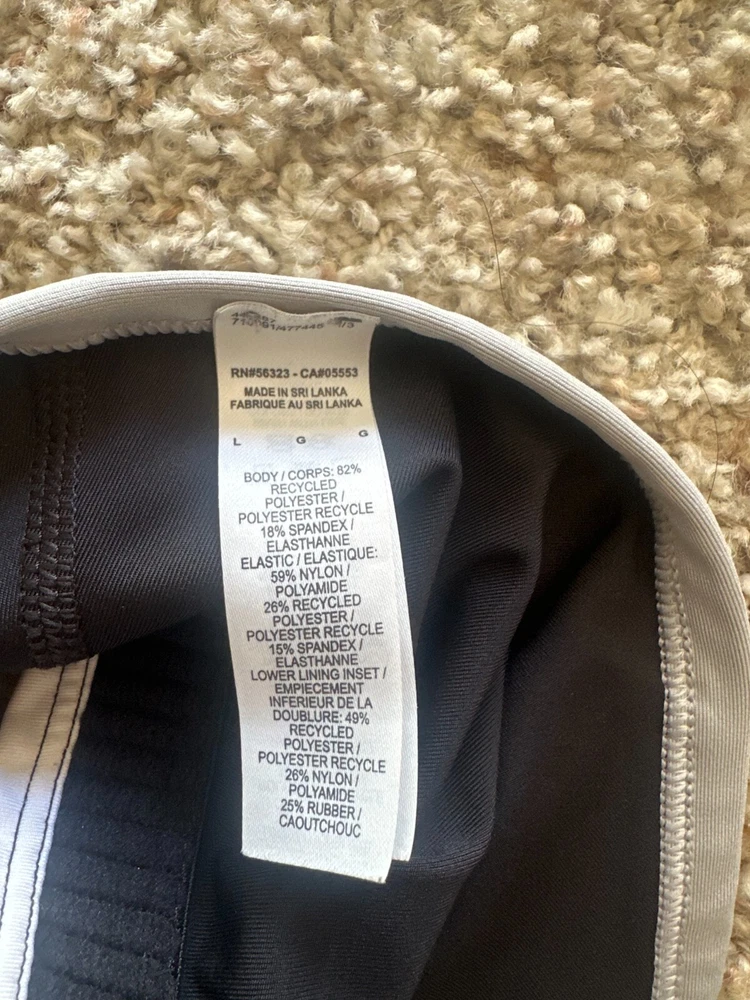 RN#56323 - CA#05553
MADE IN SRI LANKA
FABRIQUE AU SRI LANKA
L G G
BODY / CORPS: 82%
RECYCLED
POLYESTER /
POLYESTER RECYCLE
18% SPANDEX /
ELASTHANNE
ELASTIC / ELASTIQUE:
59% NYLON /
POLYAMIDE
26% RECYCLED
POLYESTER /
POLYESTER RECYCLE
15% SPANDEX /
ELASTHANNE
LOWER LINING INSET /
EMPIECEMENT
INFERIEUR DE LA
DOUBLURE: 49%
RECYCLED
POLYESTER /
POLYESTER RECYCLE
26% NYLON /
POLYAMIDE
25% RUBBER /
CAOUTCHOUC